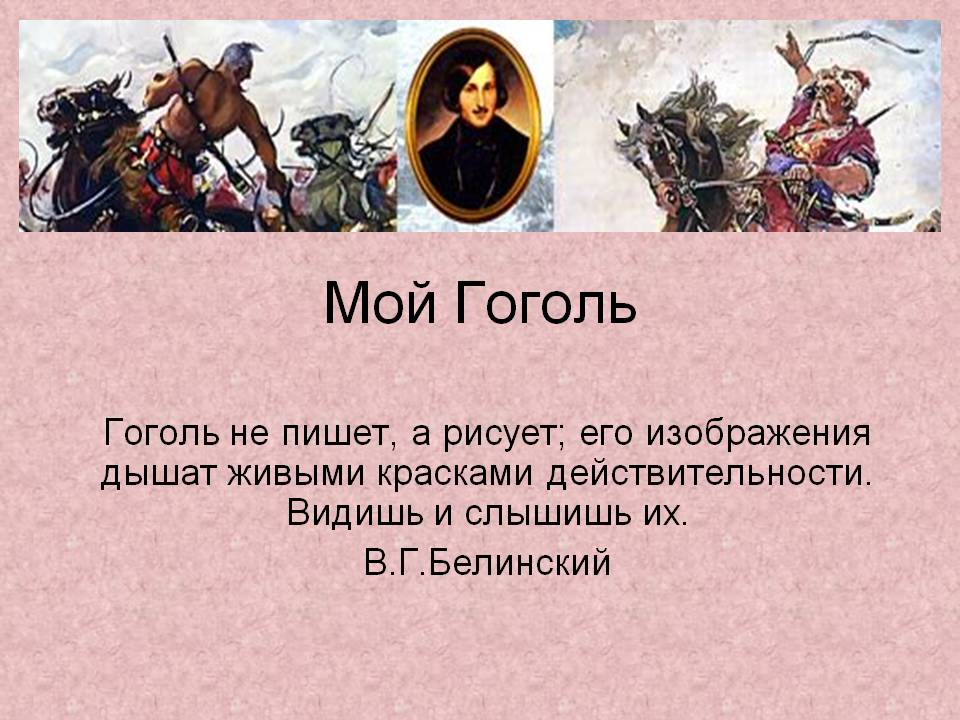 Мой Гоголь
Гоголь не пишет, а рисует; его изображения
дышат живыми красками действительности.
Видишь и слышишь их.
В.Г.Белинский